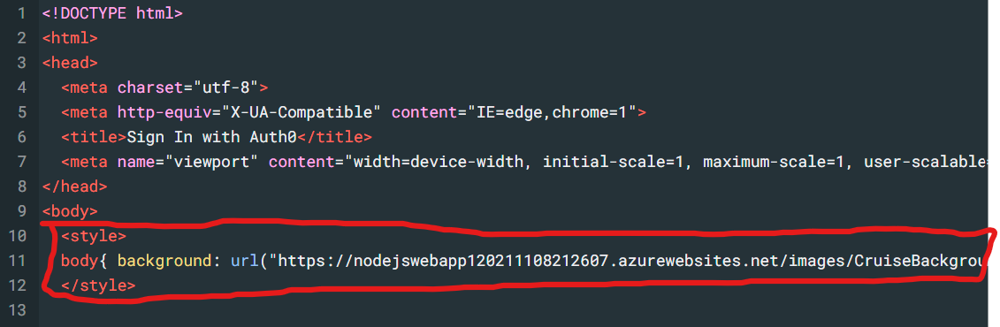 1 <!DOCTYPE html>
2 <html>
3 <head>
4 <meta charset="utf-8">
5 <meta http-equiv="X-UA-Compatible" content="IE=edge,chrome=1">
6 <title>Sign In with Auth0</title>
7 <meta name="viewport" content="width=device-width, initial-scale=1, maximum-scale=1, user-scalable=
8 </head>
9 <body>
10 <style>
11 body{ background: url("https://nodejswebapp120211108212607.azurewebsites.net/images/CruiseBackgrou
12 </style>
13